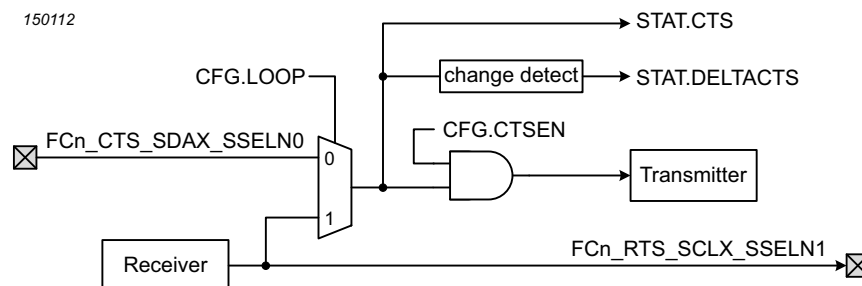 150112
STAT.CTS
CFG.LOOP
change detect
STAT.DELTACTS
CFG.CTSEN
FCn_CTS_SDAX_SSELN0
0
Transmitter
1
Receiver
FCn_RTS_SCLX_SSELN1